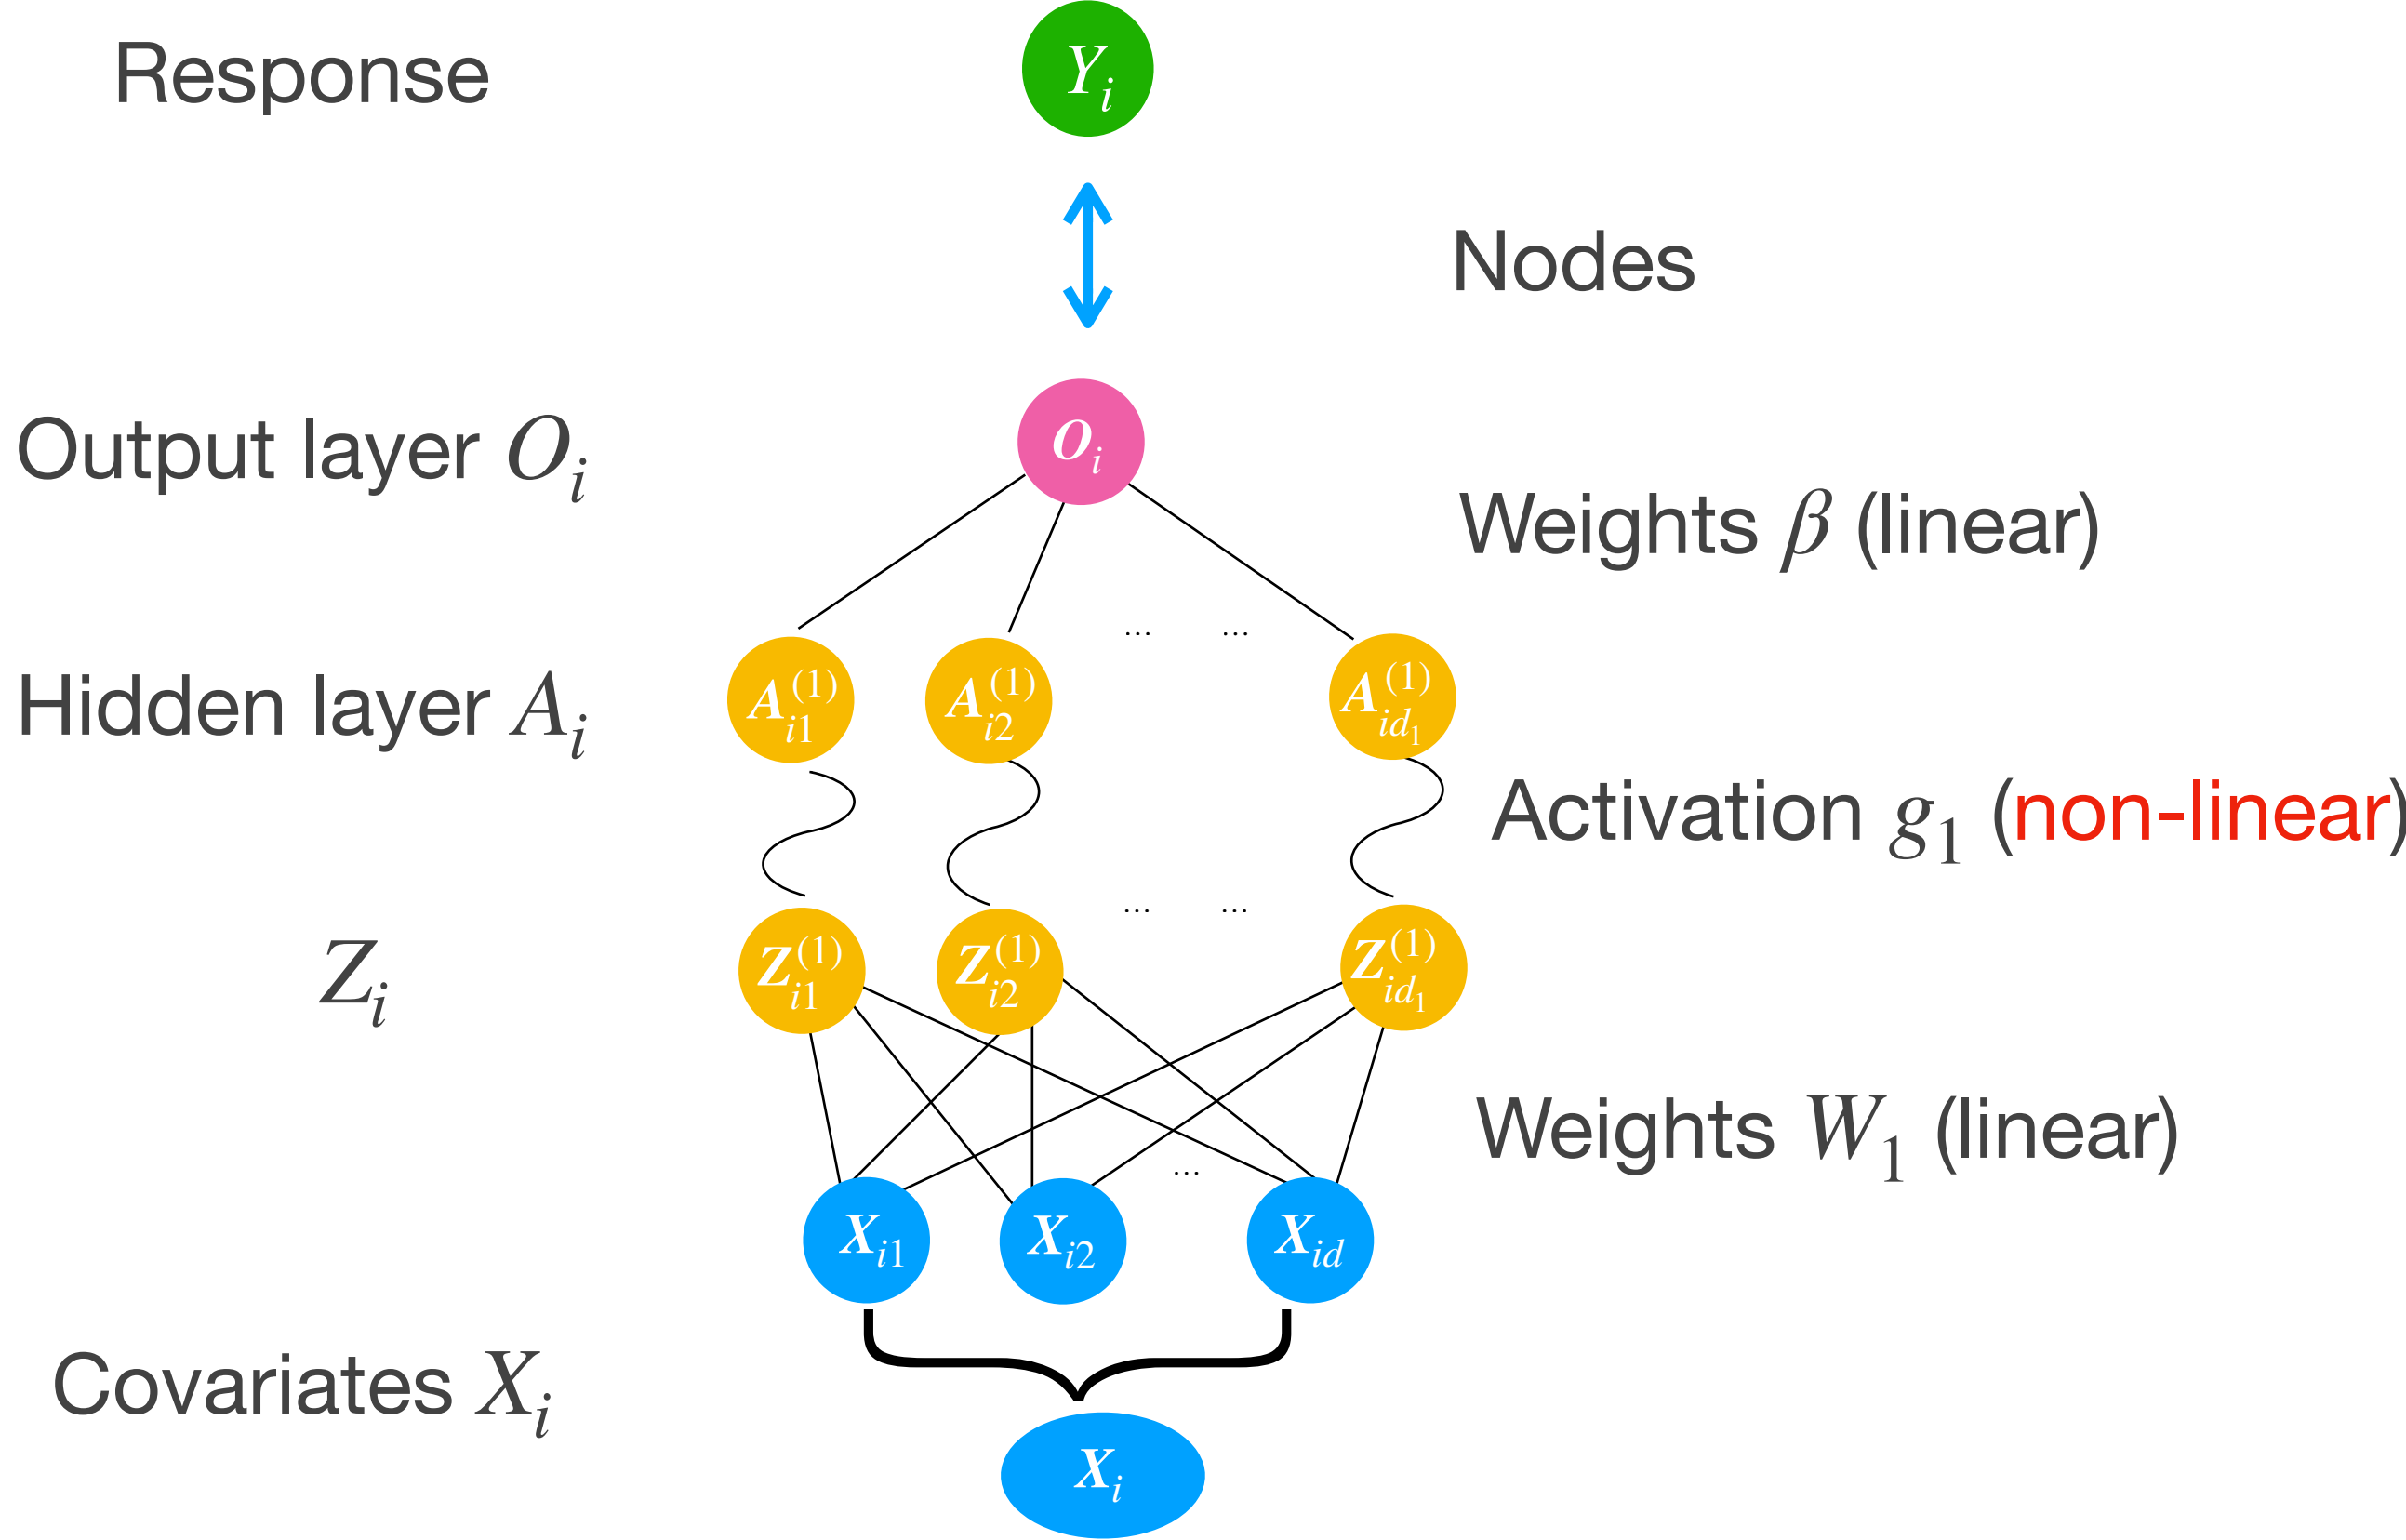 Response
Y_i
Nodes
Output layer O_i
O_i
Weights β (linear)
... ...
Hidden layer A_i
A_{i1}^{(1)} A_{i2}^{(1)} A_{id_1}^{(1)}
Activation g_1 (non-linear)
... ...
Z_i
Z_{i1}^{(1)} Z_{i2}^{(1)} Z_{id_1}^{(1)}
Weights W_1 (linear)
...
X_{i1} X_{i2} X_{id}
Covariates X_i
X_i